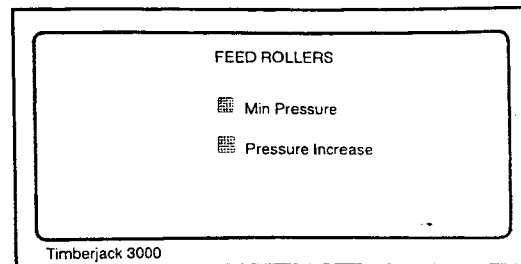 FEED ROLLERS
Min Pressure
Pressure Increase
Timberjack 3000